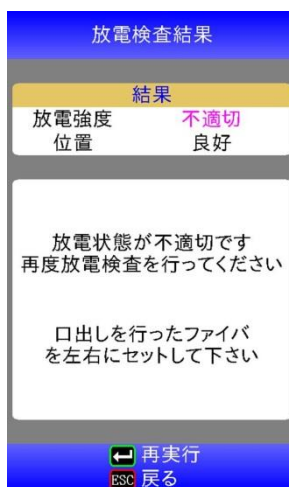 放電検査結果
結果
放電強度 不適切
位置 良好
放電状態が不適切です
再度放電検査を行ってください
口出しを行ったファイバ
を左右にセットして下さい
再実行
ESC 戻る